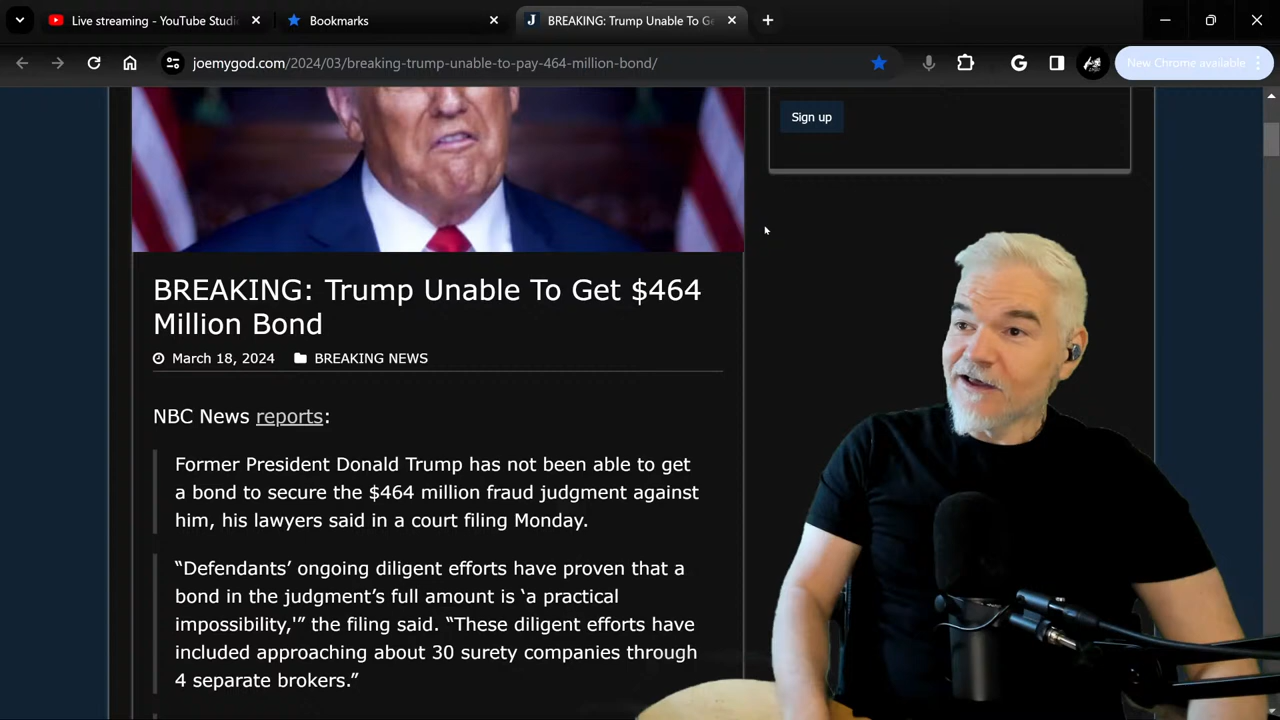 Live streaming - YouTube Studi
Bookmarks
J BREAKING: Trump Unable To Ge
joemygod.com/2024/03/breaking-trump-unable-to-pay-464-million-bond/
G
New Chrome available
Sign up
BREAKING: Trump Unable To Get $464
Million Bond
March 18, 2024 BREAKING NEWS
NBC News reports:
Former President Donald Trump has not been able to get
a bond to secure the $464 million fraud judgment against
him, his lawyers said in a court filing Monday.
“Defendants’ ongoing diligent efforts have proven that a
bond in the judgment’s full amount is ‘a practical
impossibility,'” the filing said. “These diligent efforts have
included approaching about 30 surety companies through
4 separate brokers.”